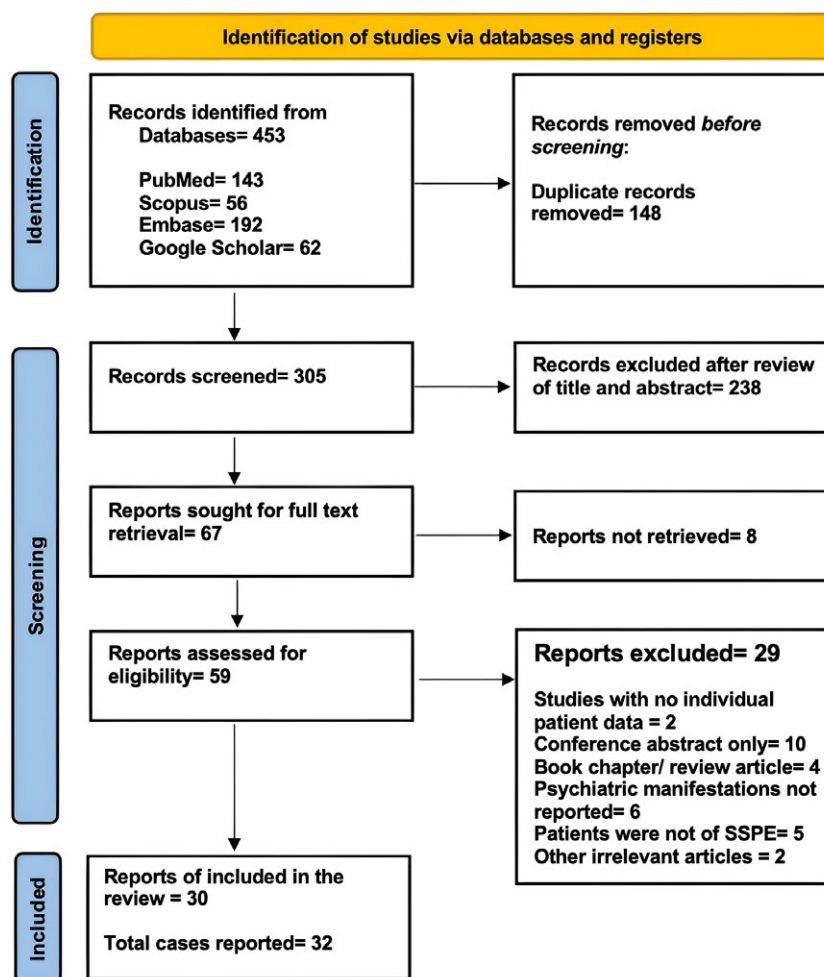 Identification of studies via databases and registers
Identification
Records identified from
Databases= 453
PubMed= 143
Scopus= 56
Embase= 192
Google Scholar= 62
Records removed before
screening:
Duplicate records
removed= 148
Screening
Records screened= 305
Records excluded after review
of title and abstract= 238
Reports sought for full text
retrieval= 67
Reports not retrieved= 8
Reports assessed for
eligibility= 59
Reports excluded= 29
Studies with no individual
patient data = 2
Conference abstract only= 10
Book chapter/ review article= 4
Psychiatric manifestations not
reported= 6
Patients were not of SSPE= 5
Other irrelevant articles = 2
Included
Reports of included in the
review = 30
Total cases reported= 32